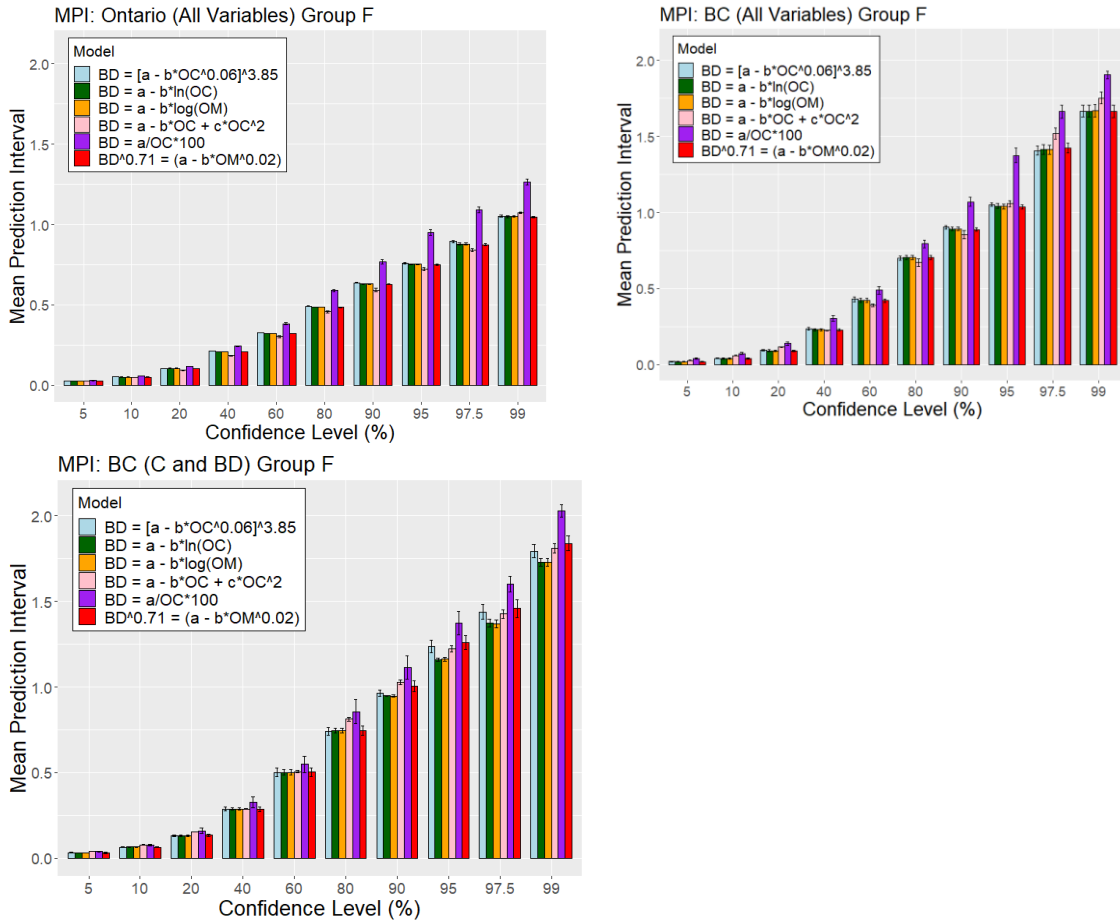 MPI: Ontario (All Variables) Group F
Mean Prediction Interval
2.0
1.5
1.0
0.5
0.0
Model
BD = [a - b*OC^0.06]^3.85
BD = a - b*ln(OC)
BD = a - b*log(OM)
BD = a - b*OC + c*OC^2
BD = a/OC*100
BD^0.71 = (a - b*OM^0.02)
5 10 20 40 60 80 90 95 97.5 99
Confidence Level (%)
MPI: BC (All Variables) Group F
Mean Prediction Interval
2.0
1.5
1.0
0.5
0.0
Model
BD = [a - b*OC^0.06]^3.85
BD = a - b*ln(OC)
BD = a - b*log(OM)
BD = a - b*OC + c*OC^2
BD = a/OC*100
BD^0.71 = (a - b*OM^0.02)
5 10 20 40 60 80 90 95 97.5 99
Confidence Level (%)
MPI: BC (C and BD) Group F
Mean Prediction Interval
2.0
1.5
1.0
0.5
0.0
Model
BD = [a - b*OC^0.06]^3.85
BD = a - b*ln(OC)
BD = a - b*log(OM)
BD = a - b*OC + c*OC^2
BD = a/OC*100
BD^0.71 = (a - b*OM^0.02)
5 10 20 40 60 80 90 95 97.5 99
Confidence Level (%)